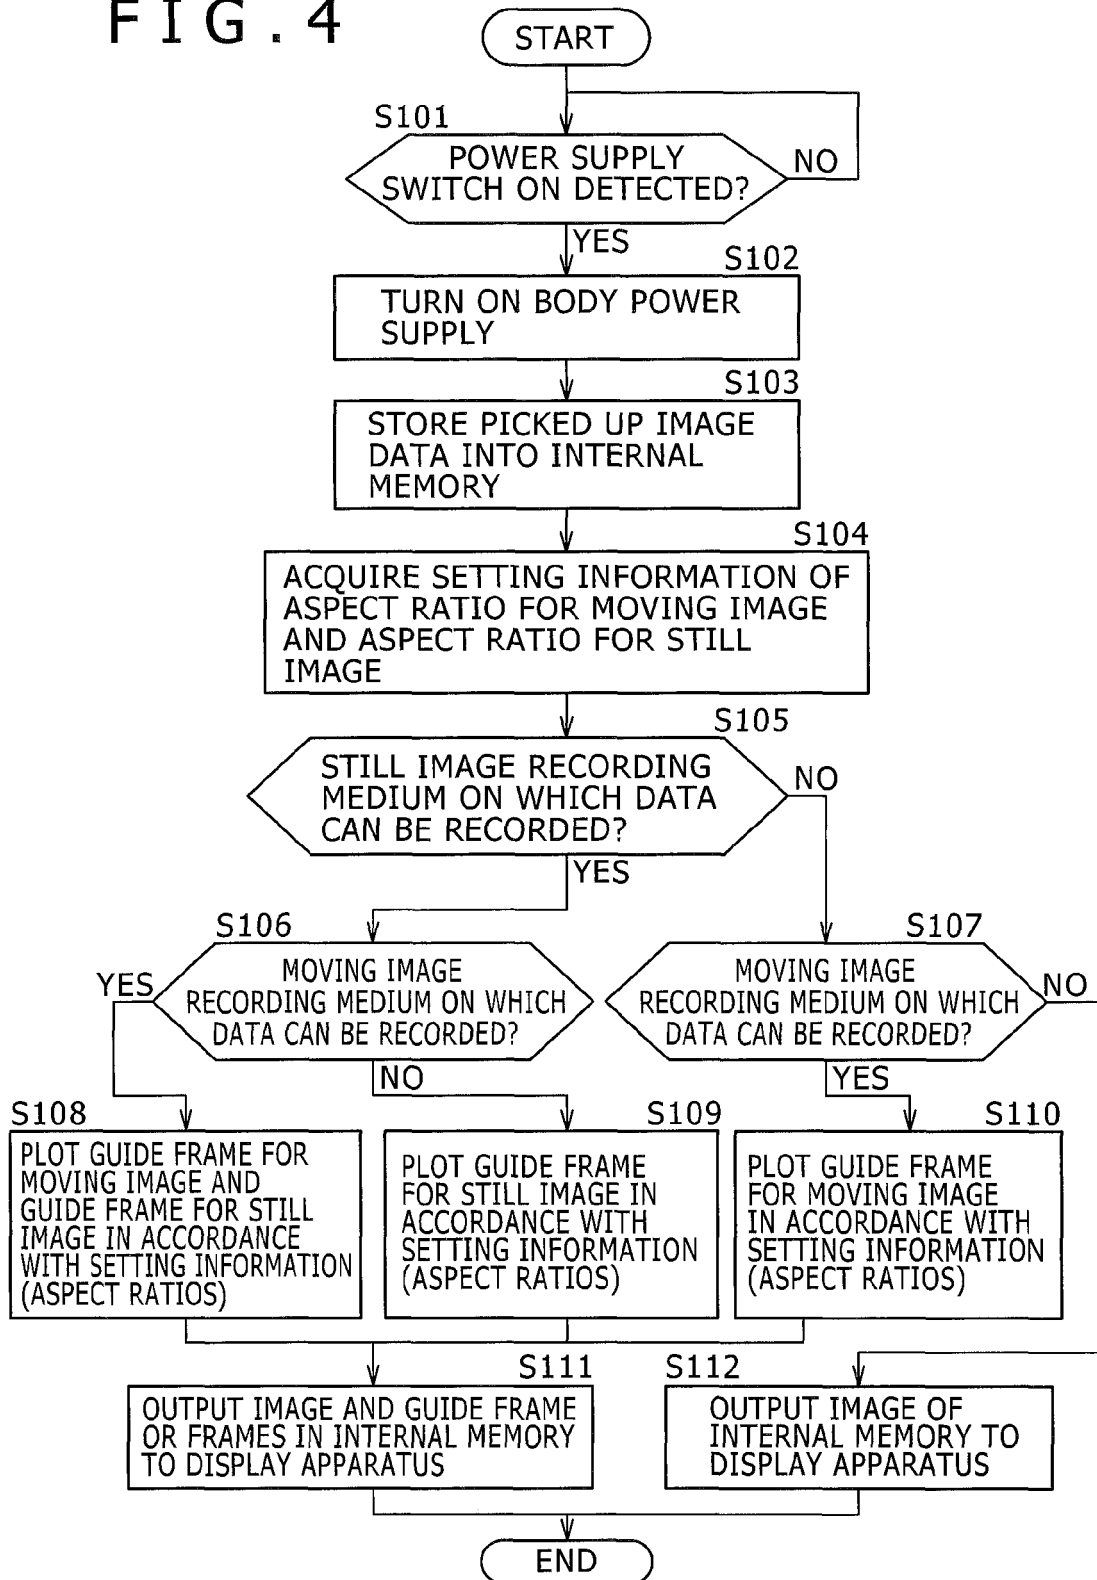 FIG.4
START
S101
POWER SUPPLY
SWITCH ON DETECTED?
NO
YES
S102
TURN ON BODY POWER
SUPPLY
S103
STORE PICKED UP IMAGE
DATA INTO INTERNAL
MEMORY
S104
ACQUIRE SETTING INFORMATION OF
ASPECT RATIO FOR MOVING IMAGE
AND ASPECT RATIO FOR STILL
IMAGE
S105
STILL IMAGE RECORDING
MEDIUM ON WHICH DATA
CAN BE RECORDED?
NO
YES
S106
MOVING IMAGE
RECORDING MEDIUM ON WHICH
DATA CAN BE RECORDED?
YES
NO
S107
MOVING IMAGE
RECORDING MEDIUM ON WHICH
DATA CAN BE RECORDED?
NO
YES
S108
PLOT GUIDE FRAME FOR
MOVING IMAGE AND
GUIDE FRAME FOR STILL
IMAGE IN ACCORDANCE
WITH SETTING INFORMATION
(ASPECT RATIOS)
S109
PLOT GUIDE FRAME
FOR STILL IMAGE IN
ACCORDANCE WITH
SETTING INFORMATION
(ASPECT RATIOS)
S110
PLOT GUIDE FRAME
FOR MOVING IMAGE
IN ACCORDANCE WITH
SETTING INFORMATION
(ASPECT RATIOS)
S111
OUTPUT IMAGE AND GUIDE FRAME
OR FRAMES IN INTERNAL MEMORY
TO DISPLAY APPARATUS
S112
OUTPUT IMAGE OF
INTERNAL MEMORY TO
DISPLAY APPARATUS
END